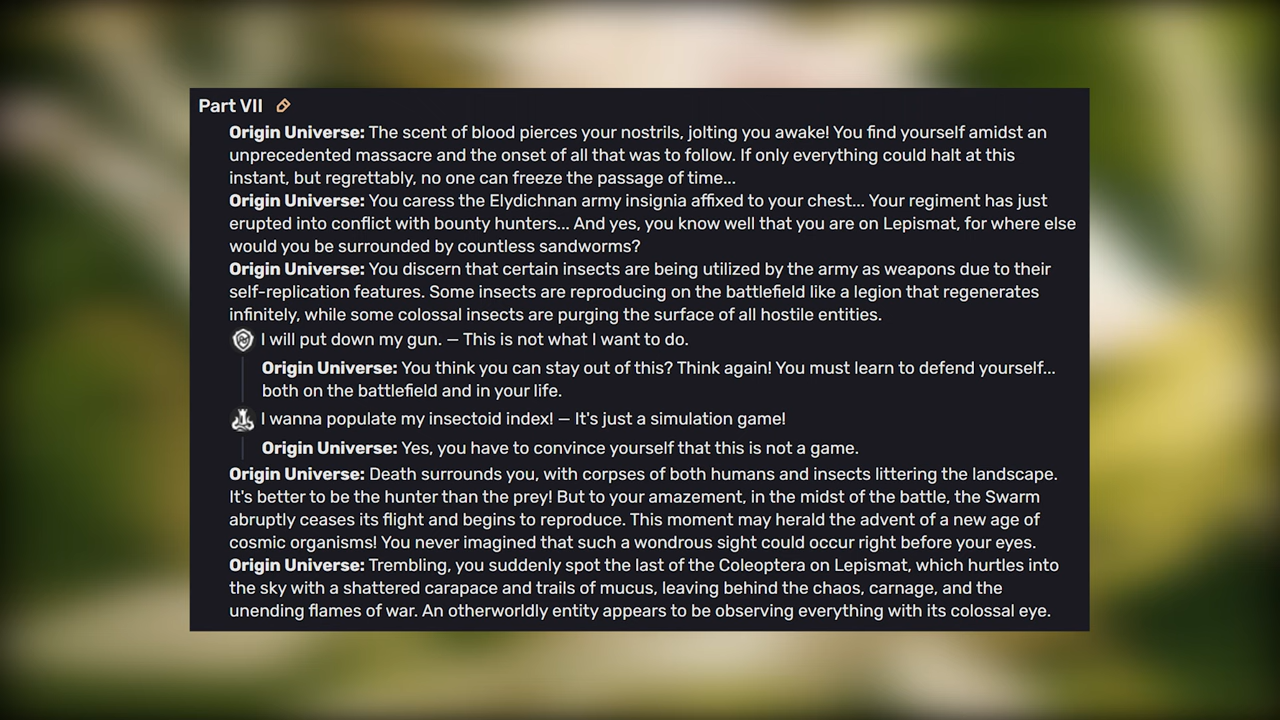 Part VII
Origin Universe: The scent of blood pierces your nostrils, jolting you awake! You find yourself amidst an
unprecedented massacre and the onset of all that was to follow. If only everything could halt at this
instant, but regrettably, no one can freeze the passage of time...
Origin Universe: You caress the Elydichnan army insignia affixed to your chest... Your regiment has just
erupted into conflict with bounty hunters... And yes, you know well that you are on Lepismat, for where else
would you be surrounded by countless sandworms?
Origin Universe: You discern that certain insects are being utilized by the army as weapons due to their
self-replication features. Some insects are reproducing on the battlefield like a legion that regenerates
infinitely, while some colossal insects are purging the surface of all hostile entities.
I will put down my gun. — This is not what I want to do.
Origin Universe: You think you can stay out of this? Think again! You must learn to defend yourself...
both on the battlefield and in your life.
I wanna populate my insectoid index! — It's just a simulation game!
Origin Universe: Yes, you have to convince yourself that this is not a game.
Origin Universe: Death surrounds you, with corpses of both humans and insects littering the landscape.
It's better to be the hunter than the prey! But to your amazement, in the midst of the battle, the Swarm
abruptly ceases its flight and begins to reproduce. This moment may herald the advent of a new age of
cosmic organisms! You never imagined that such a wondrous sight could occur right before your eyes.
Origin Universe: Trembling, you suddenly spot the last of the Coleoptera on Lepismat, which hurtles into
the sky with a shattered carapace and trails of mucus, leaving behind the chaos, carnage, and the
unending flames of war. An otherworldly entity appears to be observing everything with its colossal eye.